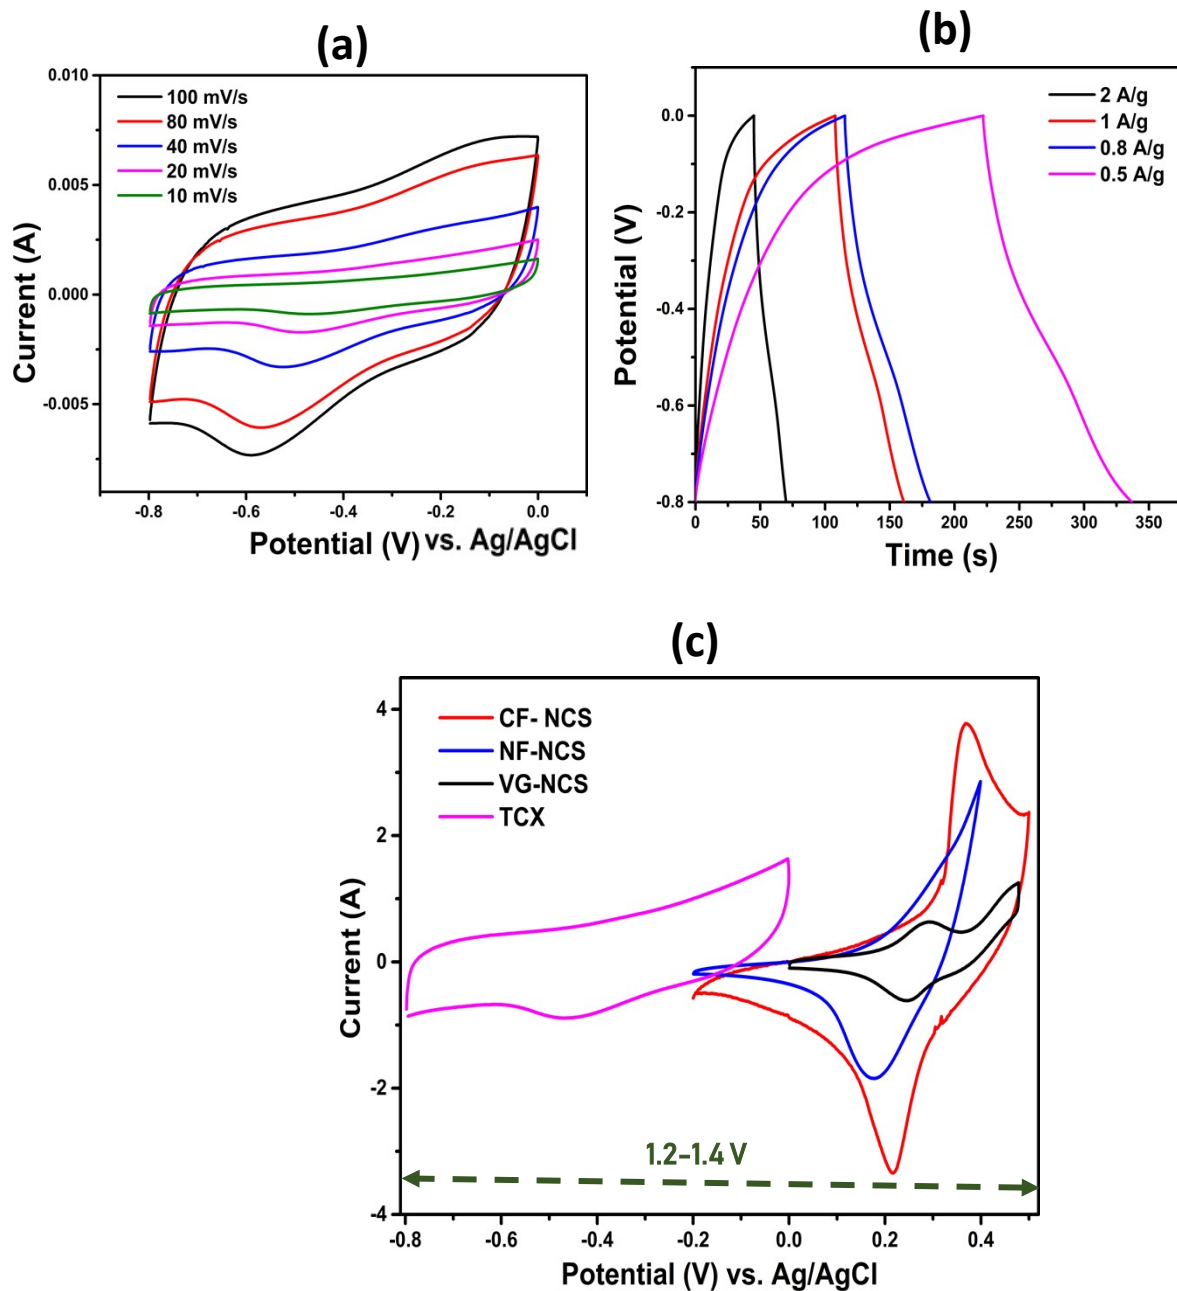 (a)
0.010
0.005
0.000
-0.005
Current (A)
100 mV/s
80 mV/s
40 mV/s
20 mV/s
10 mV/s
-0.8 -0.6 -0.4 -0.2 0.0
Potential (V) vs. Ag/AgCl
(b)
0.0
-0.2
-0.4
-0.6
-0.8
Potential (V)
2 A/g
1 A/g
0.8 A/g
0.5 A/g
0 50 100 150 200 250 300 350
Time (s)
(c)
4
2
0
-2
-4
Current (A)
CF- NCS
NF-NCS
VG-NCS
TCX
1.2–1.4 V
-0.8 -0.6 -0.4 -0.2 0.0 0.2 0.4
Potential (V) vs. Ag/AgCl